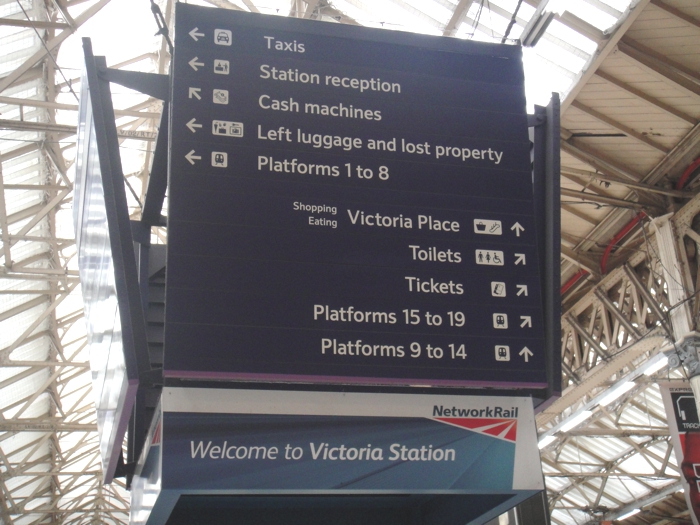 Taxis
Station reception
Cash machines
Left luggage and lost property
Platforms 1 to 8
Shopping
Eating
Victoria Place
Toilets
Tickets
Platforms 15 to 19
Platforms 9 to 14
NetworkRail
Welcome to Victoria Station